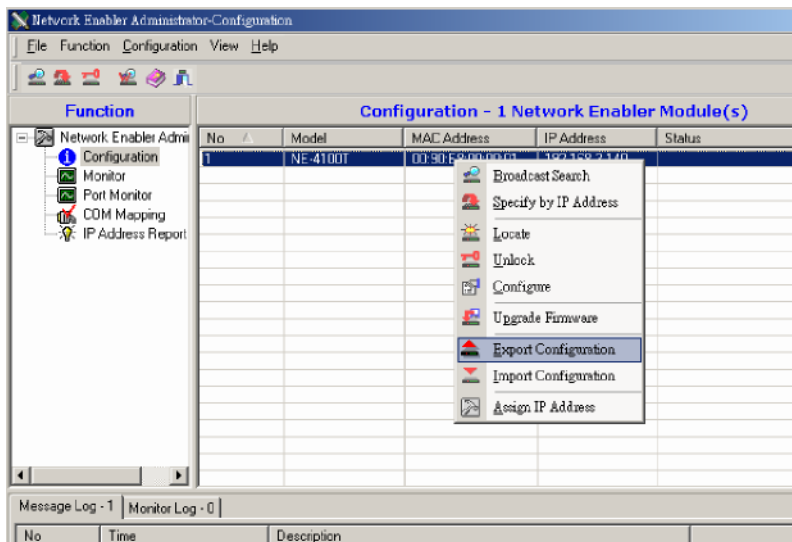 Network Enabler Administrator-Configuration
File Function Configuration View Help
Function
Configuration - 1 Network Enabler Module(s)
Network Enabler Admi
Configuration
Monitor
Port Monitor
COM Mapping
IP Address Report
No Model MAC Address IP Address Status
1 NE-4100T
Broadcast Search
Specify by IP Address
Locate
Unlock
Configure
Upgrade Firmware
Export Configuration
Import Configuration
Assign IP Address
Message Log - 1 Monitor Log - 0
No Time Description